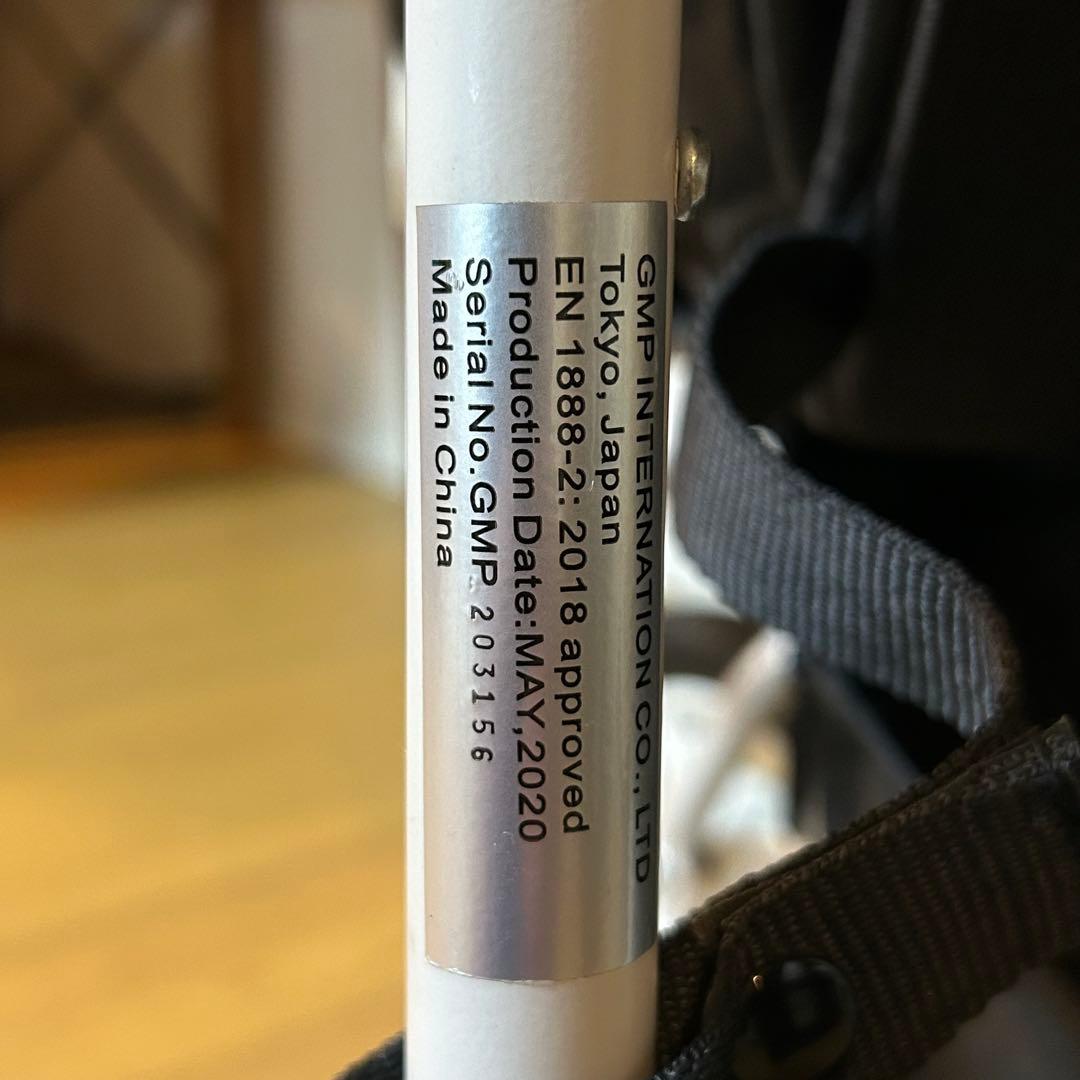 GMP INTERNATION CO., LTD
Tokyo, Japan
EN 1888-2: 2018 approved
Production Date:MAY,2020
Serial No.GMP 203156
Made in China